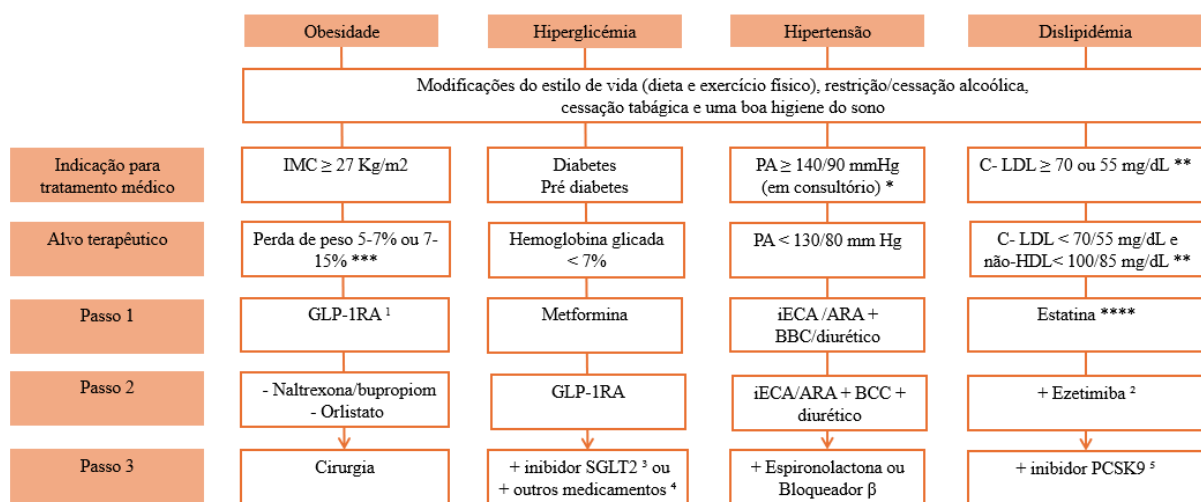 Obesidade
Hiperglicémia
Hipertensão
Dislipidémia
Modificações do estilo de vida (dieta e exercício físico), restrição/cessação alcoólica,
cessação tabágica e uma boa higiene do sono
Indicação para
tratamento médico
IMC ≥ 27 Kg/m2
Diabetes
Pré diabetes
PA ≥ 140/90 mmHg
(em consultório) *
C- LDL ≥ 70 ou 55 mg/dL **
Alvo terapêutico
Perda de peso 5-7% ou 7-
15% ***
Hemoglobina glicada
< 7%
PA < 130/80 mm Hg
C- LDL < 70/55 mg/dL e
não-HDL< 100/85 mg/dL **
Passo 1
GLP-1RA ¹
Metformina
iECA /ARA +
BBC/diurético
Estatina ****
Passo 2
- Naltrexona/bupropiom
- Orlistato
GLP-1RA
iECA/ARA + BCC +
diurético
+ Ezetimiba ²
Passo 3
Cirurgia
+ inibidor SGLT2 ³ ou
+ outros medicamentos ⁴
+ Espironolactona ou
Bloqueador β
+ inibidor PCSK9 ⁵